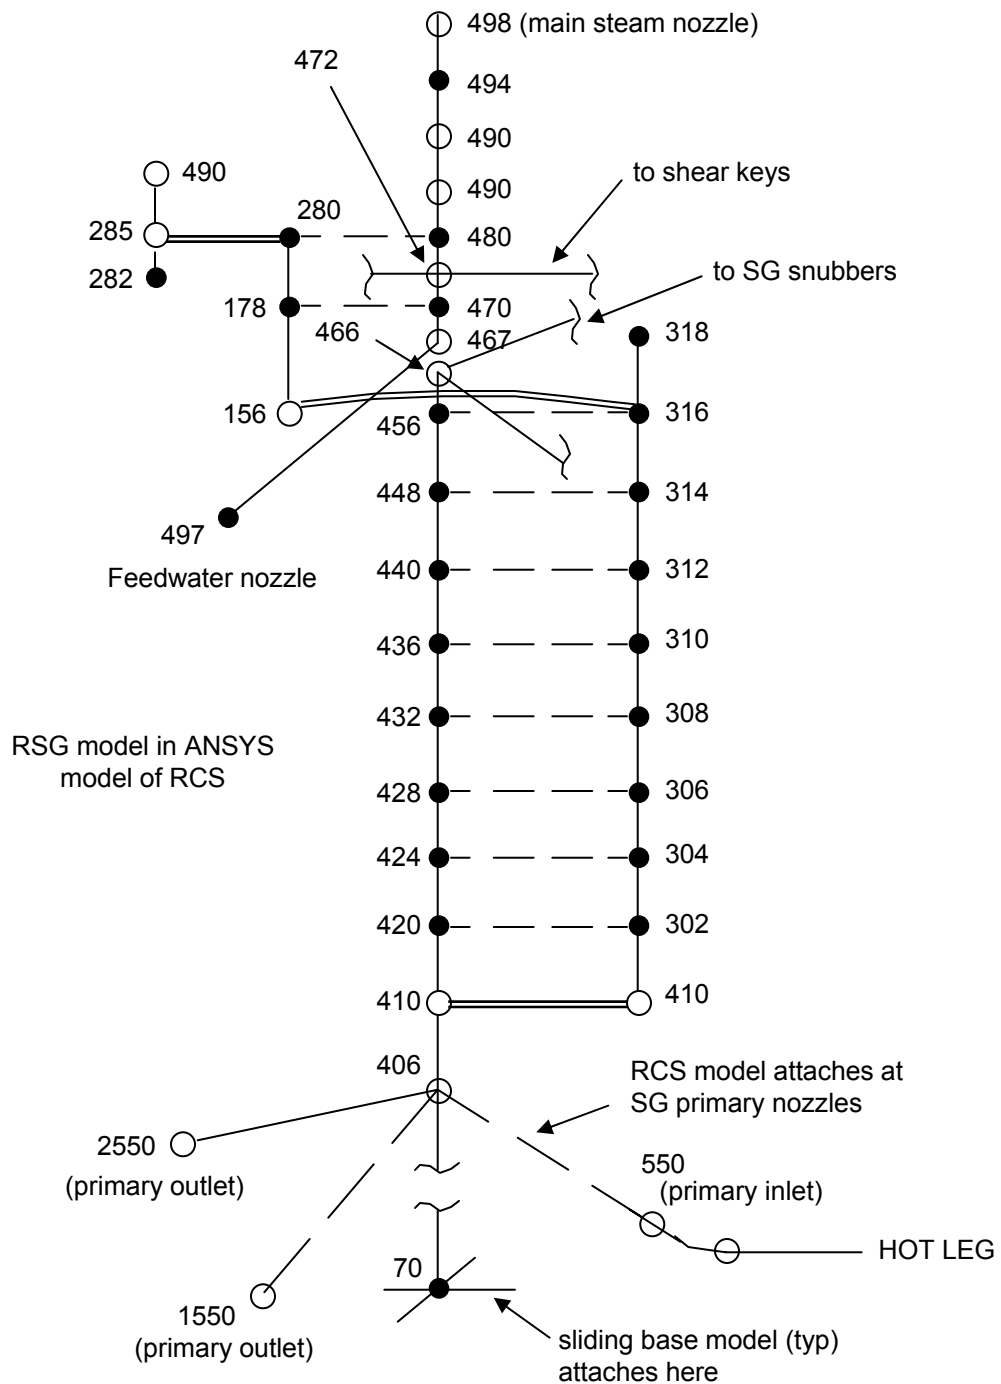 498 (main steam nozzle)
472
494
490
490
490
to shear keys
280
285
480
to SG snubbers
282
178
470
466
467
318
156
456
316
448
314
497
Feedwater nozzle
440
312
436
310
432
308
RSG model in ANSYS
model of RCS
428
306
424
304
420
302
410
410
406
RCS model attaches at
SG primary nozzles
2550
(primary outlet)
550
(primary inlet)
HOT LEG
70
1550
(primary outlet)
sliding base model (typ)
attaches here